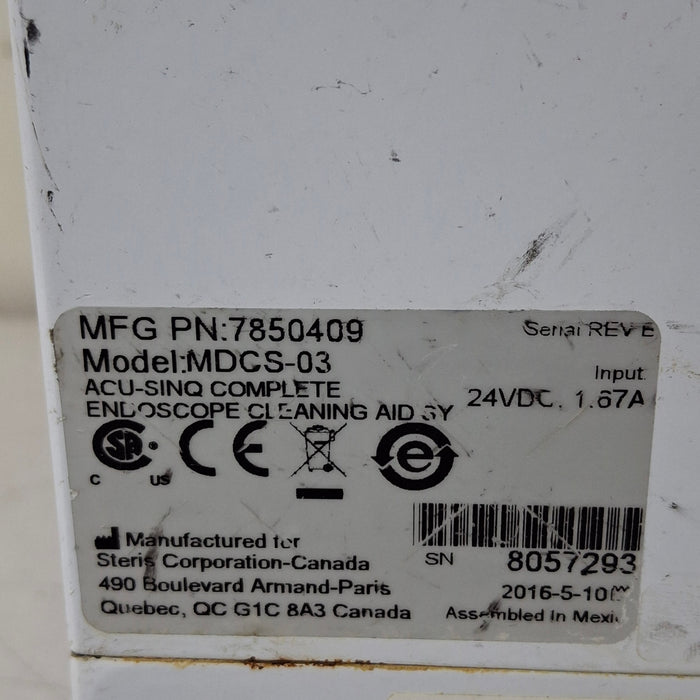 MFG PN:7850409
Serial REV E
Model:MDCS-03
Input
ACU-SINQ COMPLETE
24VDC, 1.67A
ENDOSCOPE CLEANING AID SY
CSA
C US
CE
e
Manufactured for
Steris Corporation-Canada
SN 8057293
490 Boulevard Armand-Paris
2016-5-10
Quebec, QC G1C 8A3 Canada
Assembled In